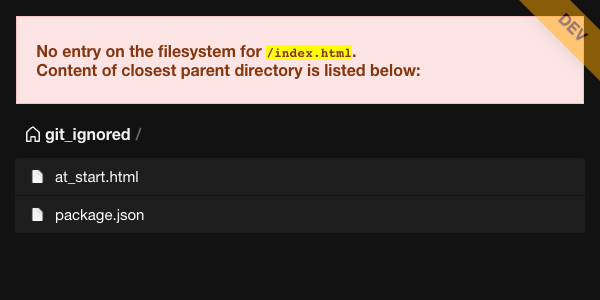 No entry on the filesystem for /index.html.
Content of closest parent directory is listed below:
DEV
git_ignored /
at_start.html
package.json